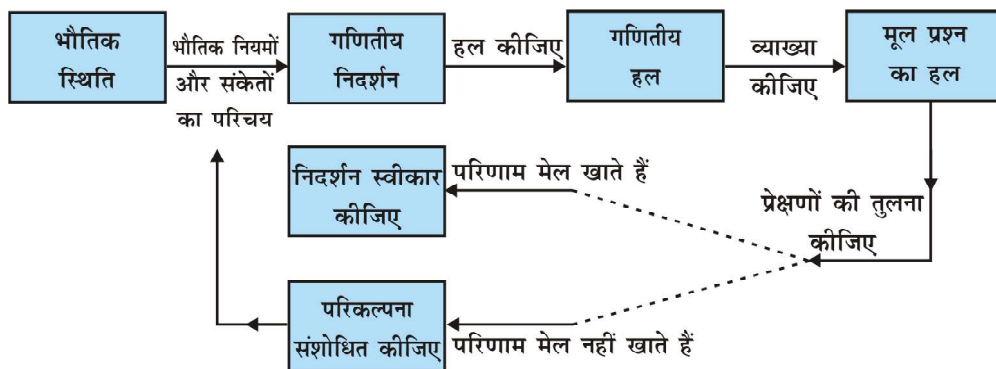 भौतिक
स्थिति
भौतिक नियमों
और संकेतों
का परिचय
गणितीय
निदर्शन
हल कीजिए
गणितीय
हल
व्याख्या
कीजिए
मूल प्रश्न
का हल
प्रेक्षणों की तुलना
कीजिए
परिणाम मेल खाते हैं
निदर्शन स्वीकार
कीजिए
परिणाम मेल नहीं खाते हैं
परिकल्पना
संशोधित कीजिए